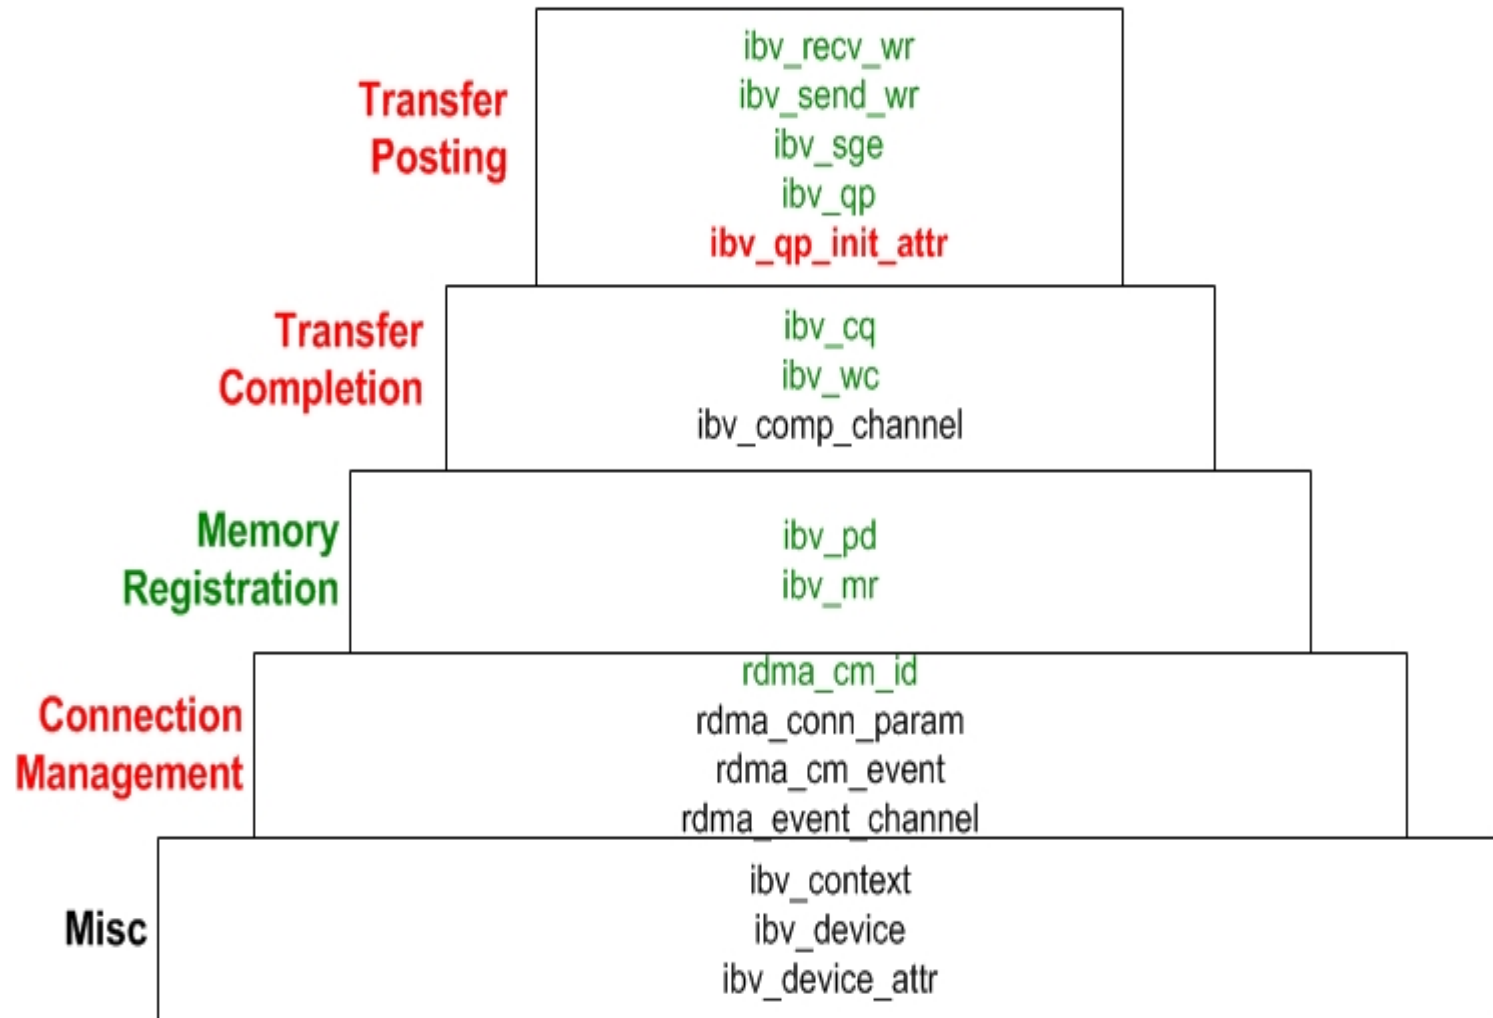 Transfer
Posting
ibv_recv_wr
ibv_send_wr
ibv_sge
ibv_qp
ibv_qp_init_attr
Transfer
Completion
ibv_cq
ibv_wc
ibv_comp_channel
Memory
Registration
ibv_pd
ibv_mr
Connection
Management
rdma_cm_id
rdma_conn_param
rdma_cm_event
rdma_event_channel
Misc
ibv_context
ibv_device
ibv_device_attr